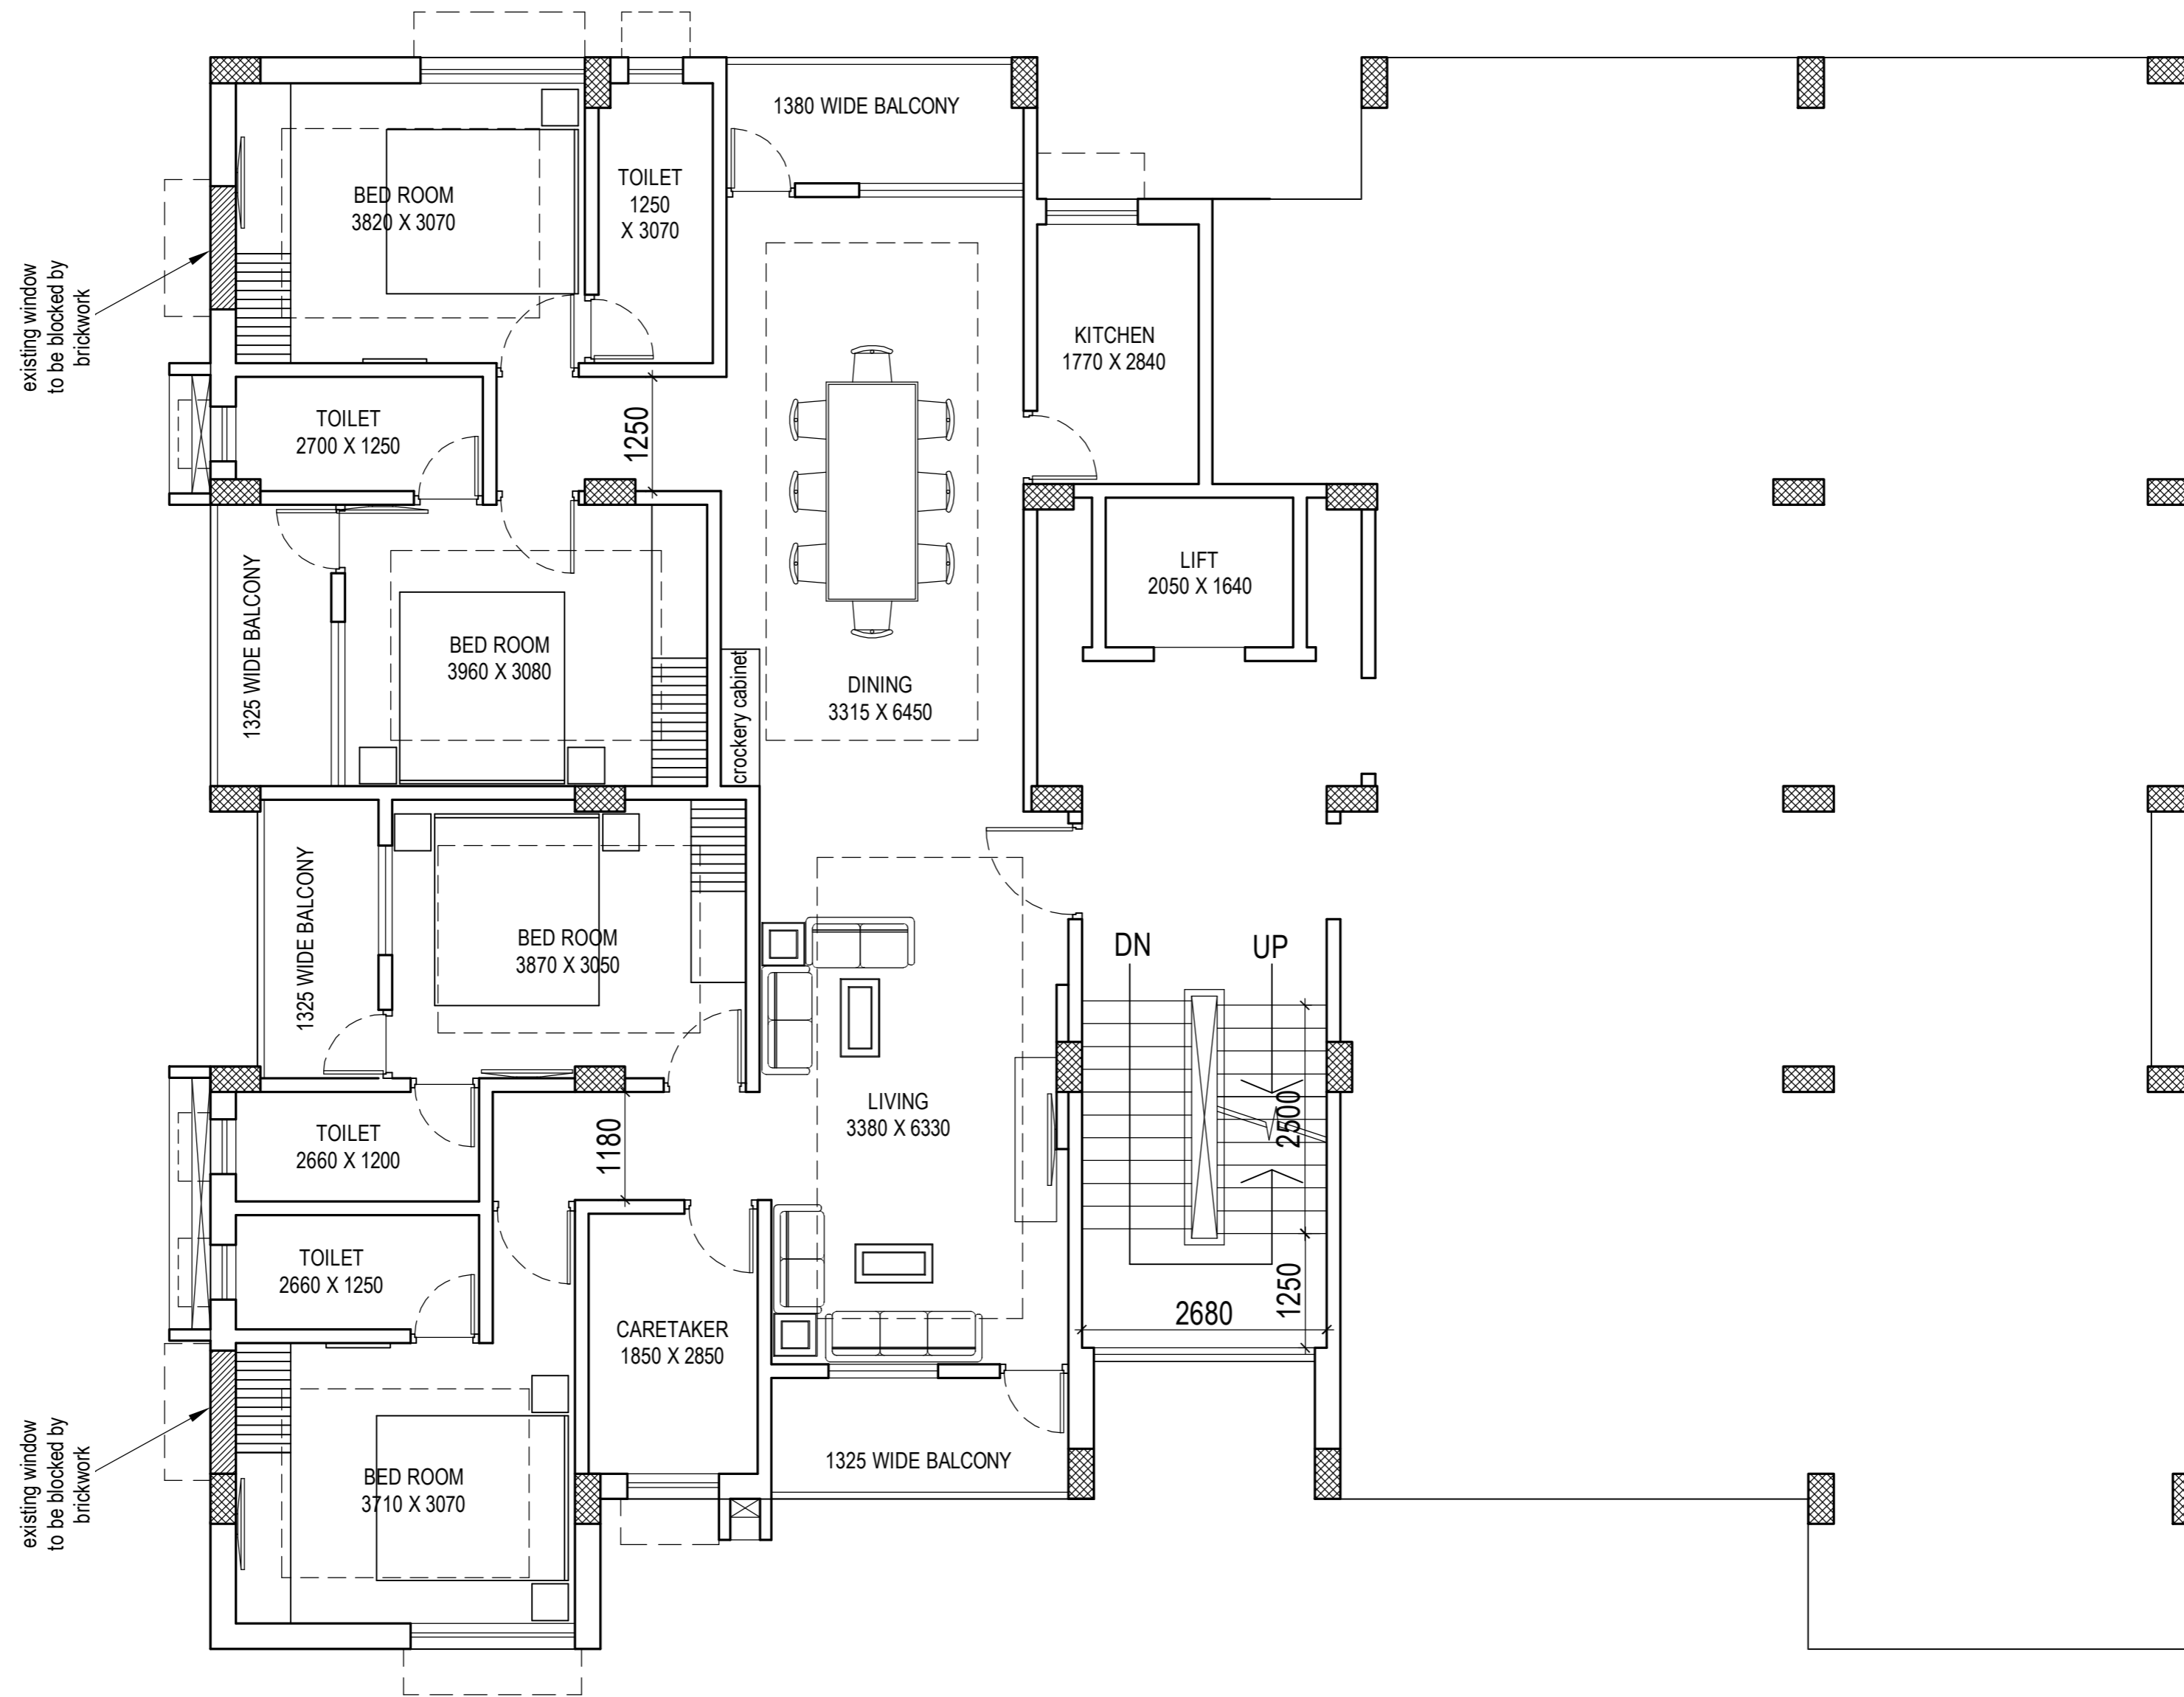 1380 WIDE BALCONY
BED ROOM
3820 X 3070
TOILET
1250
X 3070
existing window
to be blocked by
brickwork
KITCHEN
1770 X 2840
TOILET
2700 X 1250
1250
LIFT
2050 X 1640
1325 WIDE BALCONY
BED ROOM
3960 X 3080
crockery cabinet
DINING
3315 X 6450
1325 WIDE BALCONY
BED ROOM
3870 X 3050
DN
UP
LIVING
3380 X 6330
2500
TOILET
2660 X 1200
1180
TOILET
2660 X 1250
1250
2680
CARETAKER
1850 X 2850
existing window
to be blocked by
brickwork
BED ROOM
3710 X 3070
1325 WIDE BALCONY